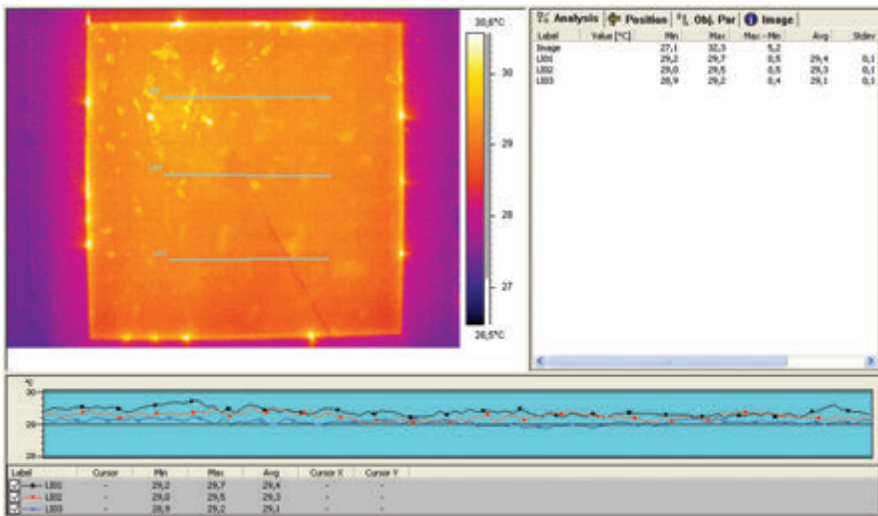 30,6°C
Analysis Position Obj. Par Image
Label Value [°C] Min Max Max - Min Avg Stdev
Image 27,1 32,3 5,2
LI01 29,2 29,7 0,5 29,4 0,1
LI02 29,0 29,5 0,5 29,3 0,1
LI03 28,9 29,2 0,4 29,1 0,1
30
29
28
27
26,5°C
LI01
LI02
LI03
°C
30
29
28
Label Cursor Min Max Avg Cursor X Cursor Y
LI01 - 29,2 29,7 29,4 - -
LI02 - 29,0 29,5 29,3 - -
LI03 - 28,9 29,2 29,1 - -